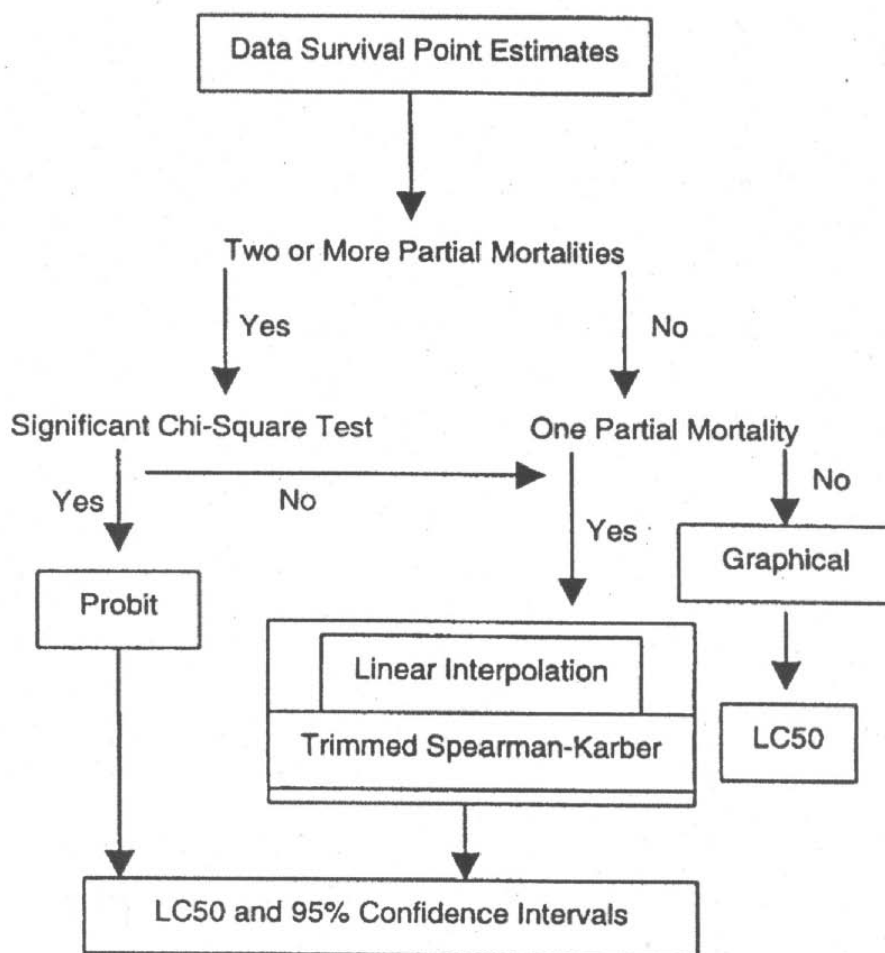 Data Survival Point Estimates
Two or More Partial Mortalities
Yes
No
Significant Chi-Square Test
One Partial Mortality
Yes
No
No
Yes
Graphical
Probit
Linear Interpolation
Trimmed Spearman-Karber
LC50
LC50 and 95% Confidence Intervals